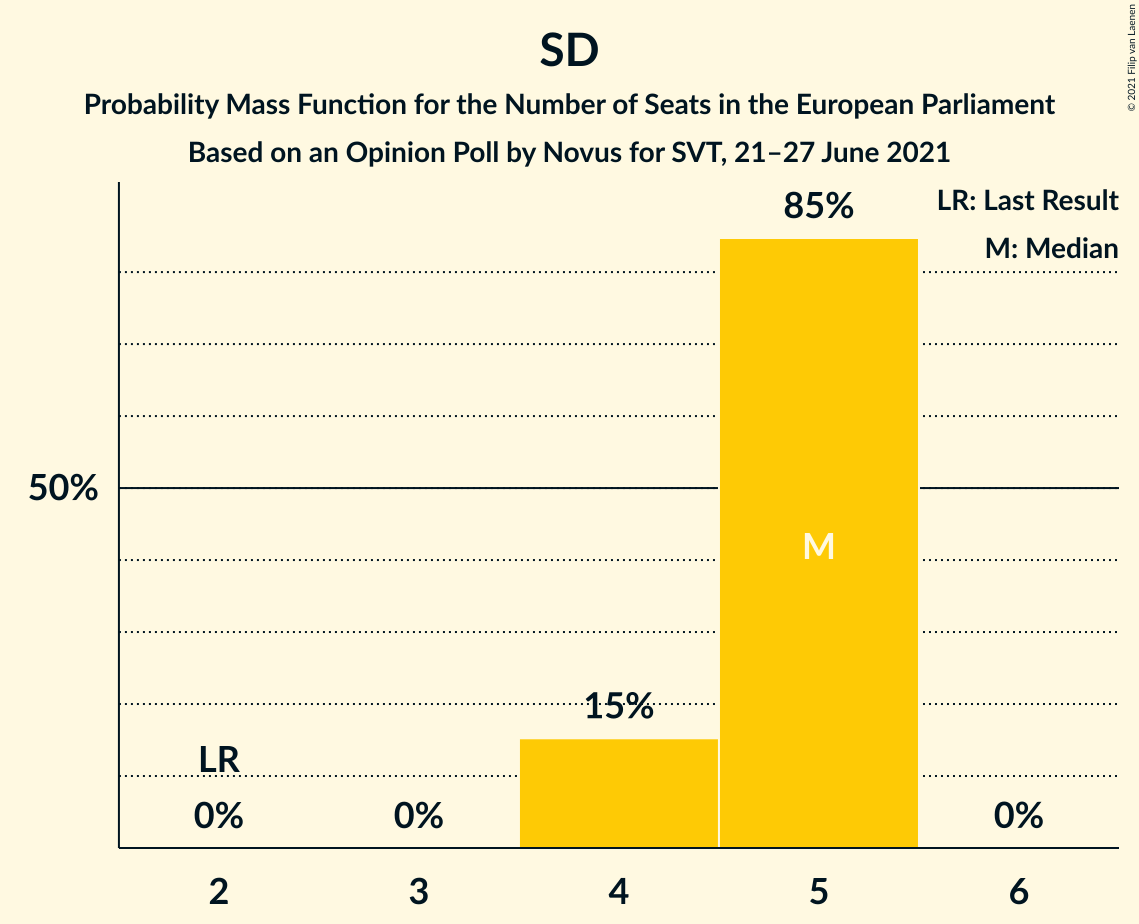 SD
Probability Mass Function for the Number of Seats in the European Parliament
Based on an Opinion Poll by Novus for SVT, 21–27 June 2021
© 2021 Filip van Laenen
LR: Last Result
M: Median
85%
50%
M
15%
LR
0%
0%
0%
2
3
4
5
6